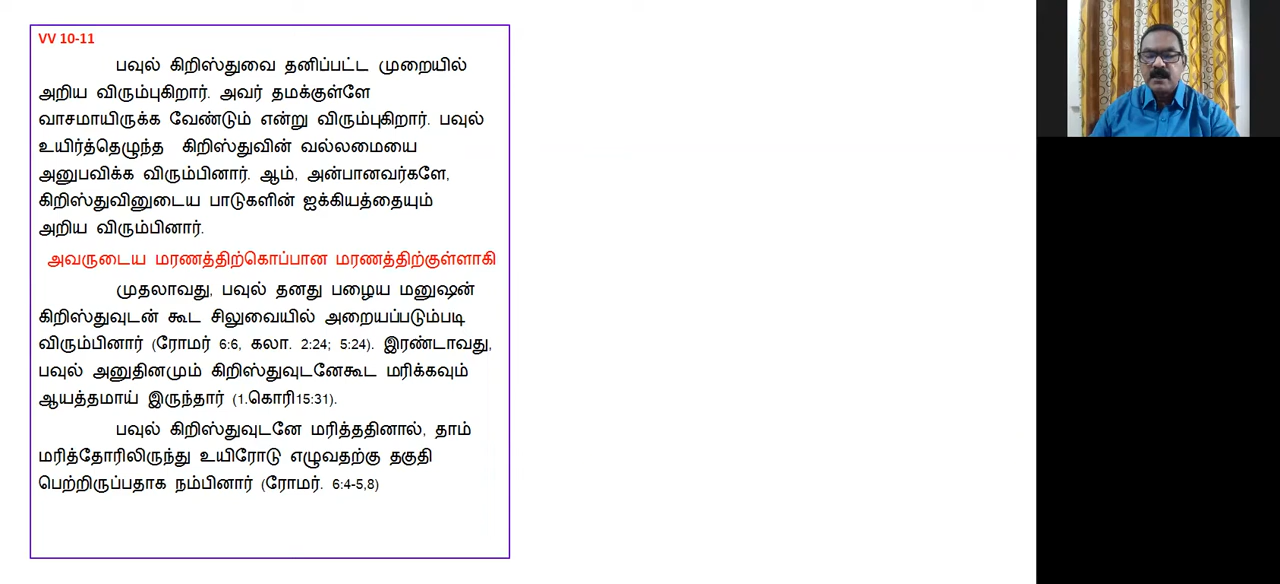 VV 10-11
பவுல் கிறிஸ்துவை தனிப்பட்ட முறையில்
அறிய விரும்புகிறார். அவர் தமக்குள்ளே
வாசமாயிருக்க வேண்டும் என்று விரும்புகிறார். பவுல்
உயிர்த்தெழுந்த கிறிஸ்துவின் வல்லமையை
அனுபவிக்க விரும்பினார். ஆம், அன்பானவர்களே,
கிறிஸ்துவினுடைய பாடுகளின் ஐக்கியத்தையும்
அறிய விரும்பினார்.
அவருடைய மரணத்திற்கொப்பான மரணத்திற்குள்ளாகி
முதலாவது, பவுல் தனது பழைய மனுஷன்
கிறிஸ்துவுடன் கூட சிலுவையில் அறையப்படும்படி
விரும்பினார் (ரோமர் 6:6, கலா. 2:24; 5:24). இரண்டாவது,
பவுல் அனுதினமும் கிறிஸ்துவுடனேகூட மரிக்கவும்
ஆயத்தமாய் இருந்தார் (1.கொரி15:31).
பவுல் கிறிஸ்துவுடனே மரித்ததினால், தாம்
மரித்தோரிலிருந்து உயிரோடு எழுவதற்கு தகுதி
பெற்றிருப்பதாக நம்பினார் (ரோமர். 6:4-5,8)